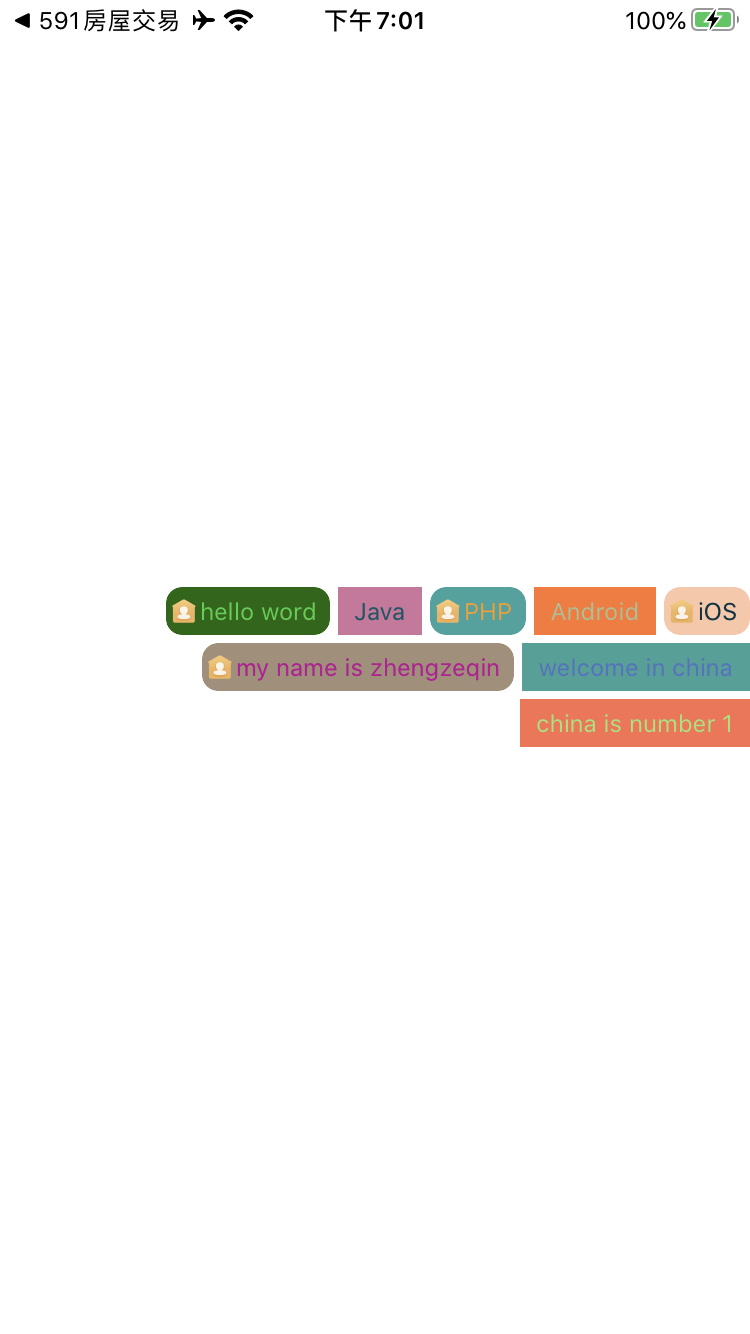 591房屋交易 下午7:01 100%
hello word Java PHP Android iOS
my name is zhengzeqin welcome in china
china is number 1